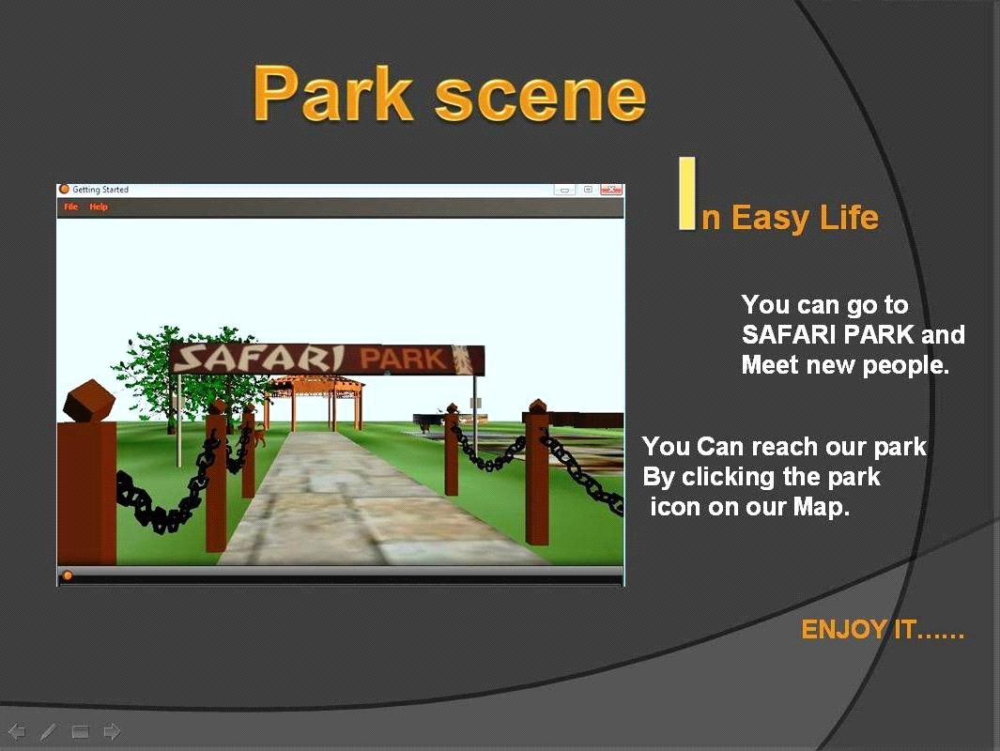 Park scene
Getting Started
File Help
SAFARI PARK
In Easy Life
You can go to
SAFARI PARK and
Meet new people.
You Can reach our park
By clicking the park
icon on our Map.
ENJOY IT......